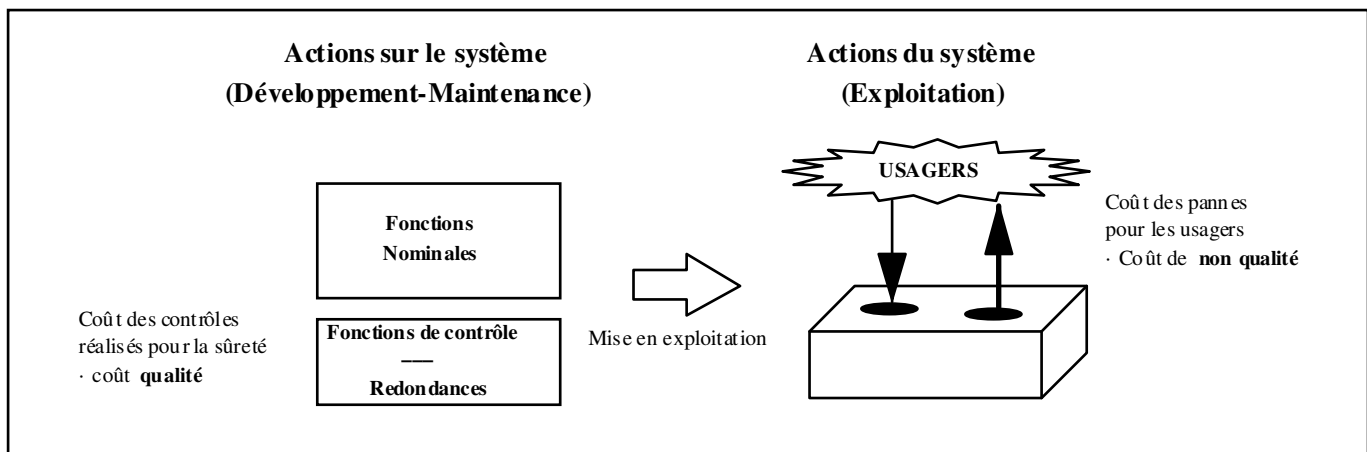 Actions sur le système
(Développement-Maintenance)
Actions du système
(Exploitation)
USAGERS
Fonctions
Nominales
Coût des pannes
pour les usagers
· Coût de non qualité
Coût des contrôles
réalisés pour la sûreté
· coût qualité
Fonctions de contrôle
Redondances
Mise en exploitation